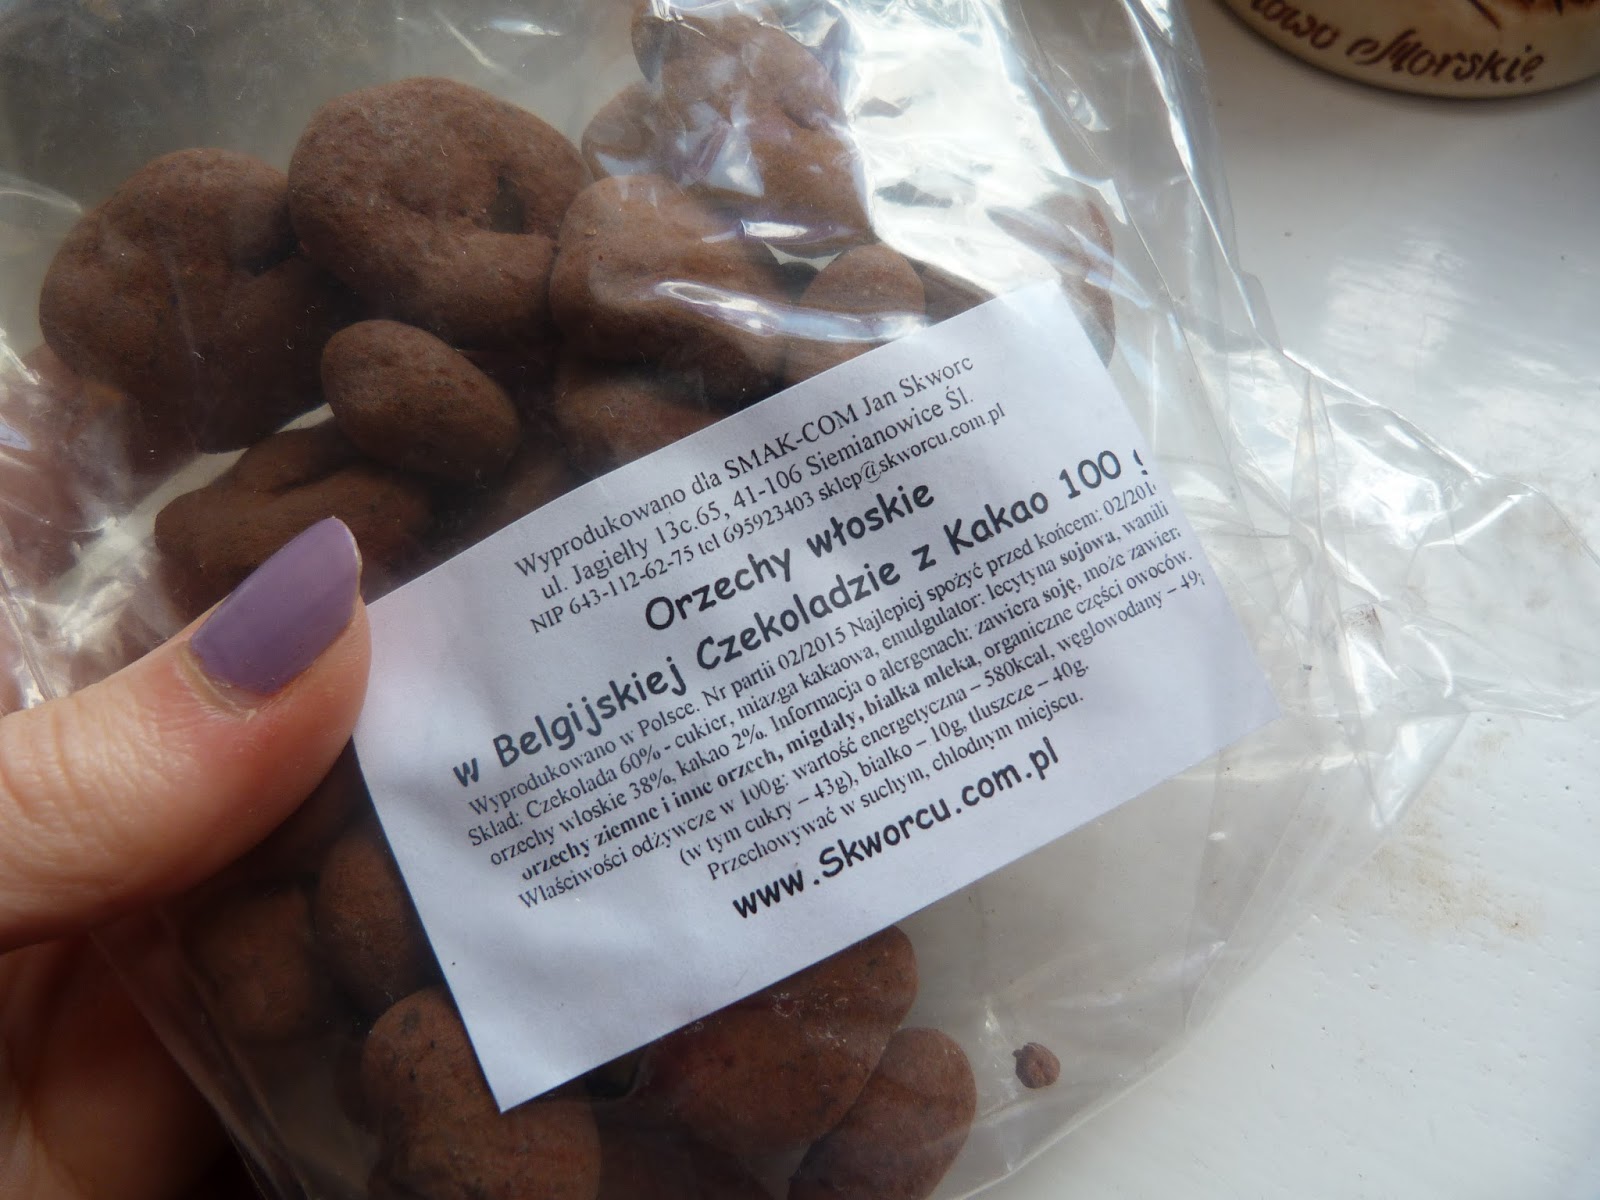 owo Morskie
Wyprodukowano dla SMAK-COM Jan Skworc
ul. Jagiełły 13c.65, 41-106 Siemianowice Śl.
NIP 643-112-62-75 tel 695923403 sklep@skworcu.com.pl
Orzechy włoskie
w Belgijskiej Czekoladzie z Kakao 100
Wyprodukowano w Polsce. Nr partii 02/2015 Najlepiej spożyć przed końcem: 02/201
Skład: Czekolada 60% - cukier, miazga kakaowa, emulgulator: lecytyna sojowa, wanili
orzechy włoskie 38%, kakao 2%. Informacja o alergenach: zawiera soję, może zawier
orzechy ziemne i inne orzech, migdały, białka mleka, organiczne części owoców.
Właściwości odżywcze w 100g: wartość energetyczna – 580kcal, węglowodany – 49
(w tym cukry – 43g), białko – 10g, tłuszcze – 40g.
Przechowywać w suchym, chłodnym miejscu.
www.Skworcu.com.pl